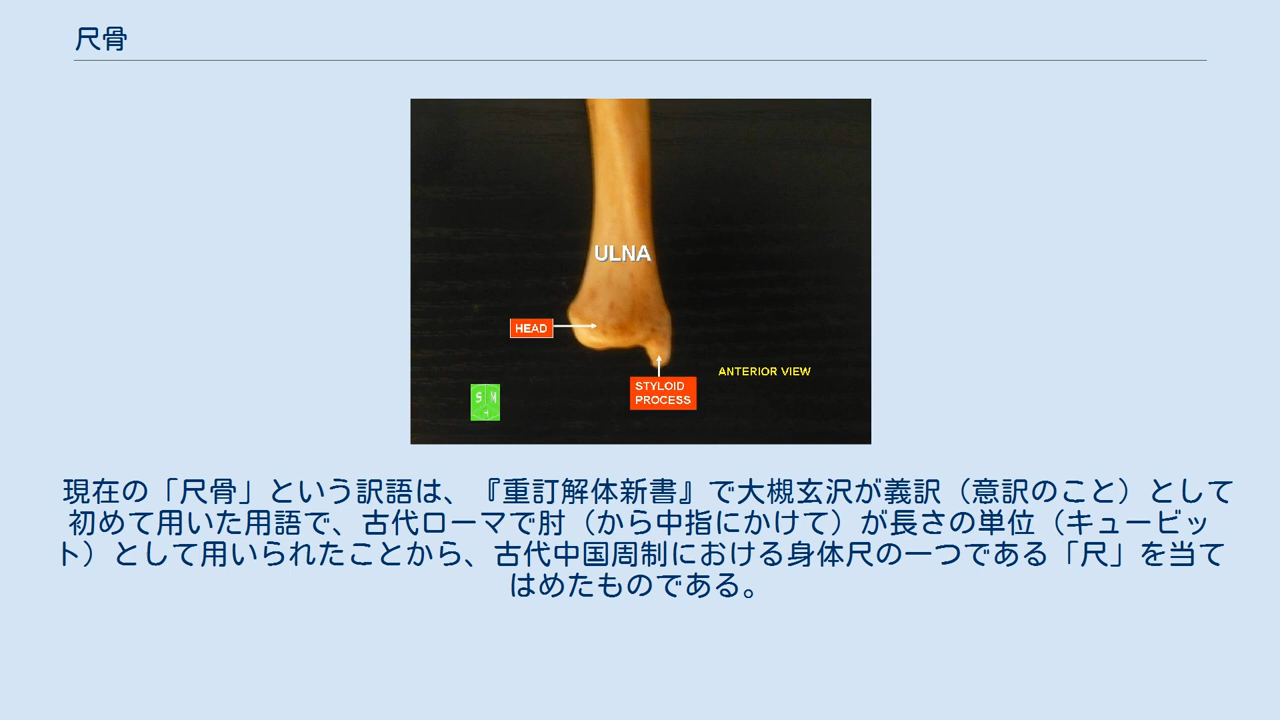 尺骨
ULNA
HEAD
STYLOID
PROCESS
ANTERIOR VIEW
S M
H
現在の「尺骨」という訳語は、『重訂解体新書』で大槻玄沢が義訳（意訳のこと）として
初めて用いた用語で、古代ローマで肘（から中指にかけて）が長さの単位（キュービッ
ト）として用いられたことから、古代中国周制における身体尺の一つである「尺」を当て
はめたものである。